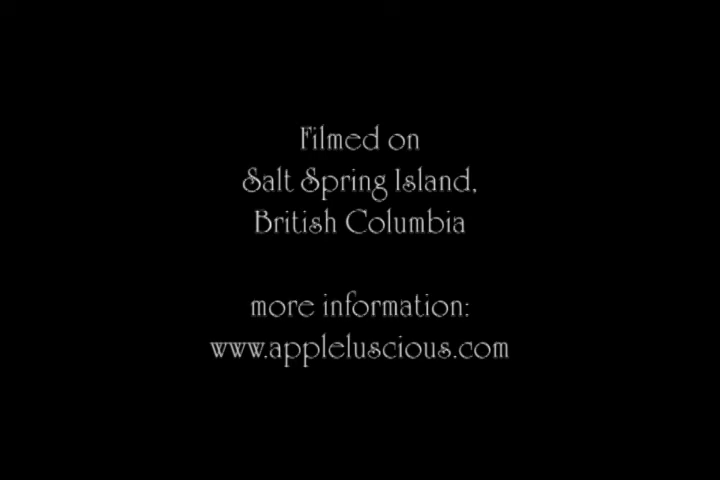 Filmed on
Salt Spring Island,
British Columbia
more information:
www.appleluscious.com